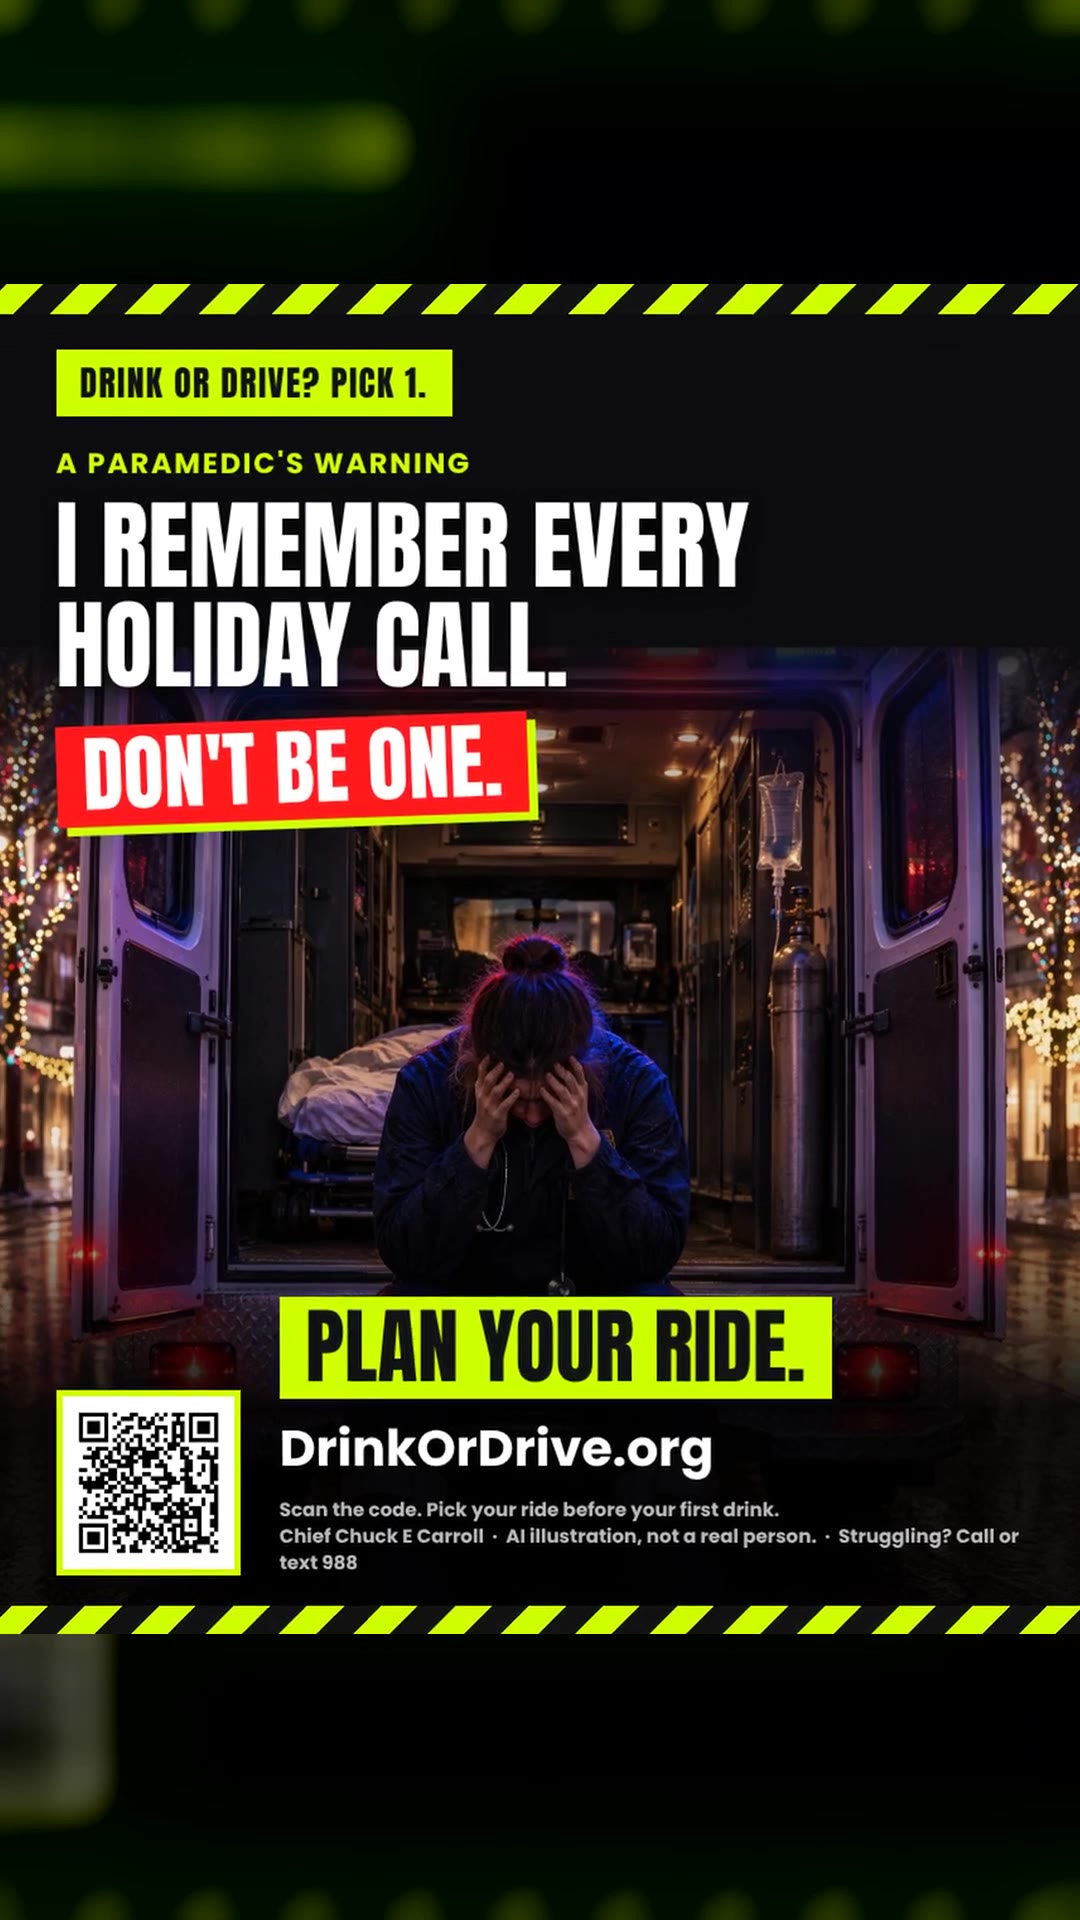 DRINK OR DRIVE? PICK 1.
A PARAMEDIC'S WARNING
I REMEMBER EVERY
HOLIDAY CALL.
DON'T BE ONE.
PLAN YOUR RIDE.
DrinkOrDrive.org
Scan the code. Pick your ride before your first drink.
Chief Chuck E Carroll · AI illustration, not a real person. · Struggling? Call or
text 988